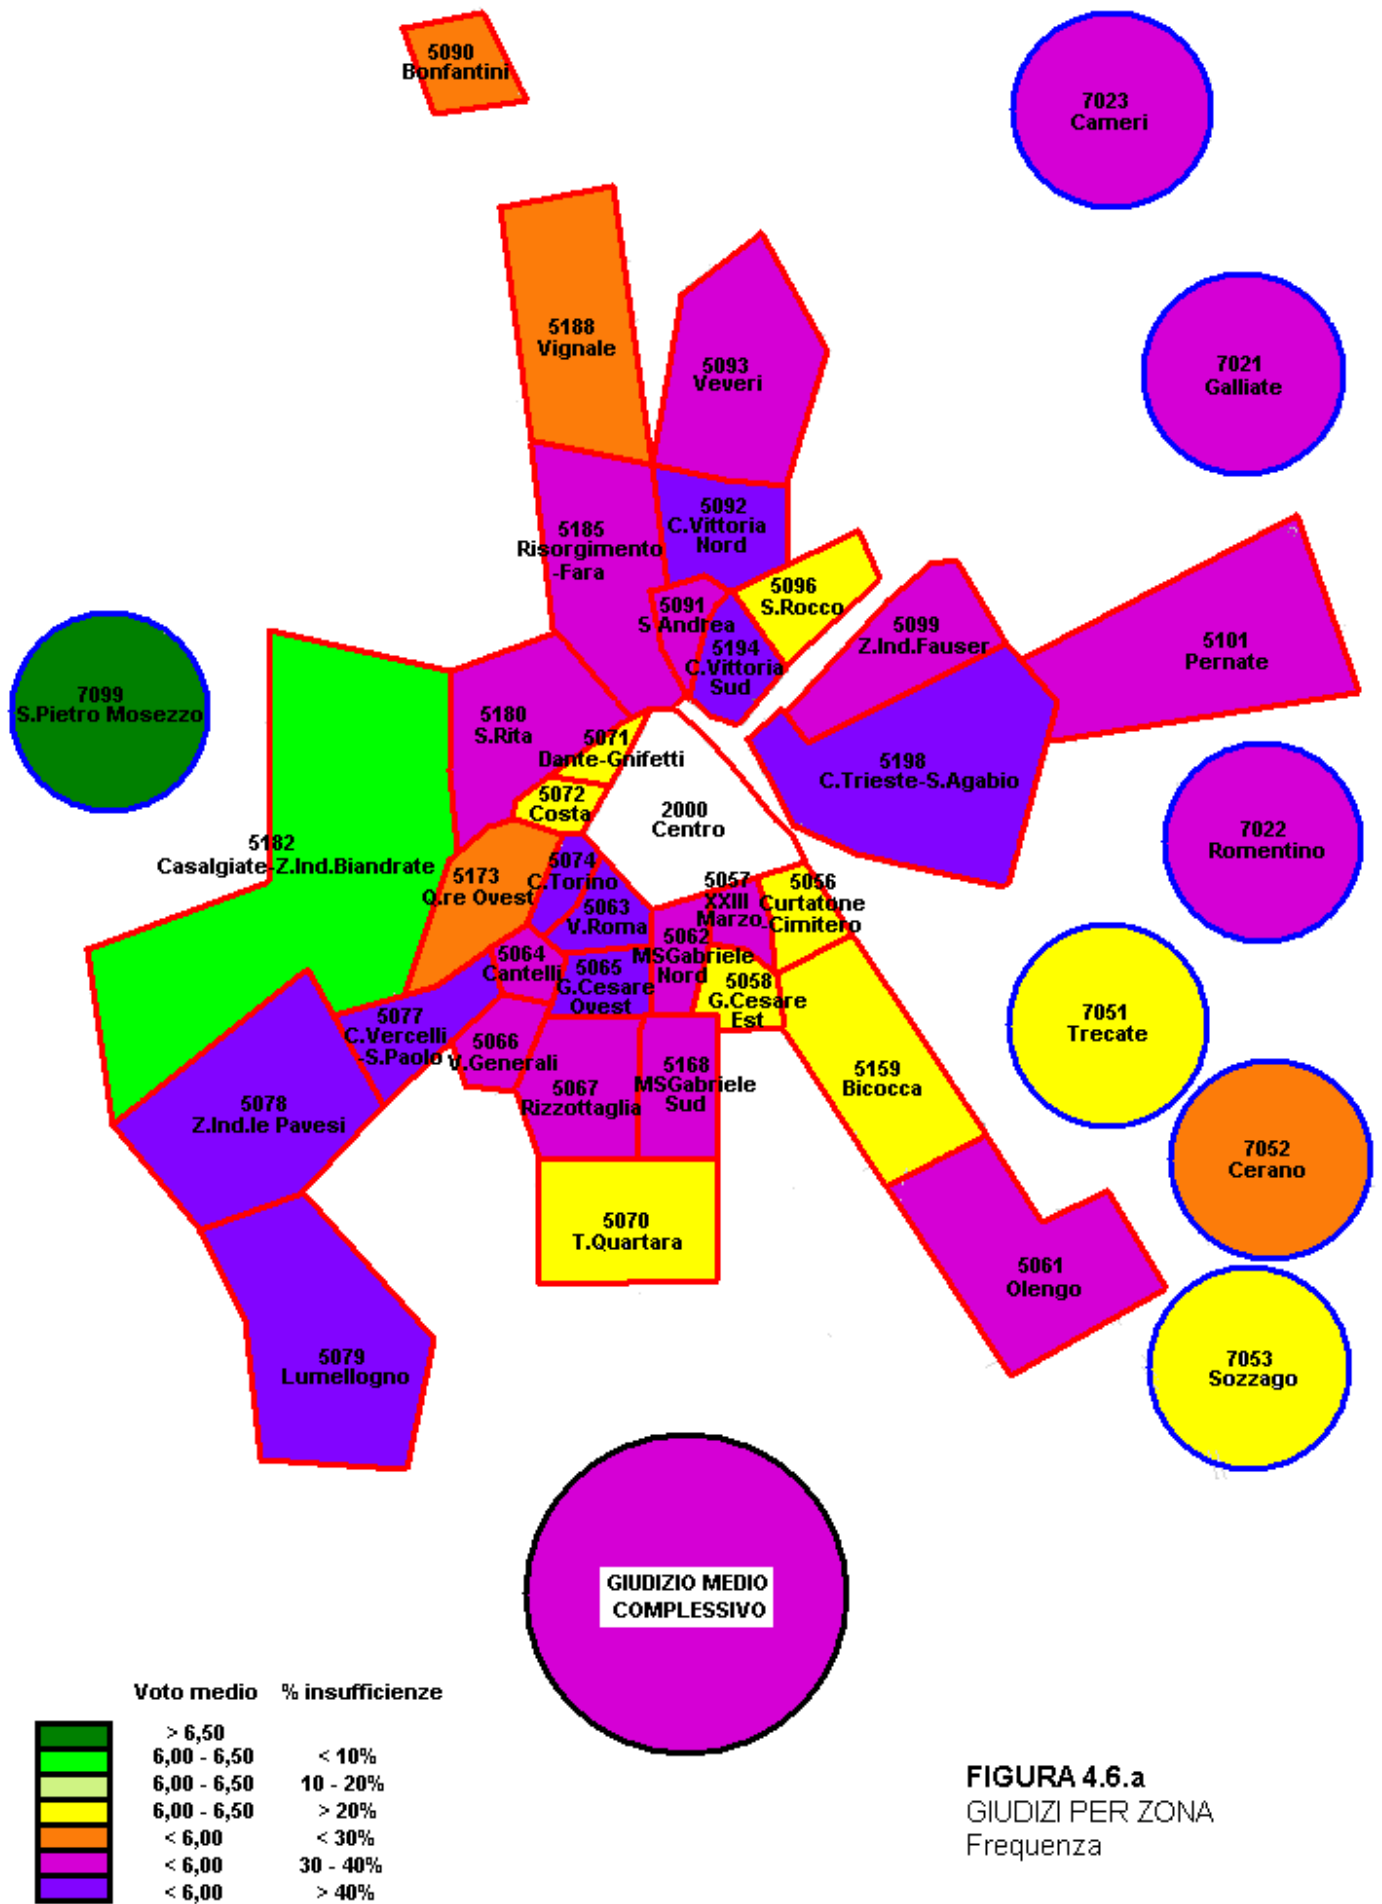 5090
Bonfantini
7023
Cameri
5188
Vignale
5093
Veveri
7021
Galliate
5092
C.Vittoria
Nord
5185
Risorgimento
-Fara
5096
S.Rocco
5091
S.Andrea
5099
Z.Ind.Fauser
5101
Pernate
5194
C.Vittoria
Sud
7099
S.Pietro Mosezzo
5180
S.Rita
5071
Dante-Gnifetti
5198
C.Trieste-S.Agabio
5072
Costa
2000
Centro
7022
Romentino
5182
Casalgiate-Z.Ind.Biandrate
5173
Q.re Ovest
5074
C.Torino
5063
V.Roma
5057
XXIII
Marzo
5056
Curtatone
-Cimitero
5062
MSGabriele
Nord
5064
Cantelli
5065
G.Cesare
Ovest
5058
G.Cesare
Est
7051
Trecate
5077
C.Vercelli
-S.Paolo
5066
V.Generali
5067
Rizzottaglia
5168
MSGabriele
Sud
5159
Bicocca
5078
Z.Ind.le Pavesi
7052
Cerano
5070
T.Quartara
5061
Olengo
5079
Lumellogno
7053
Sozzago
GIUDIZIO MEDIO
COMPLESSIVO
Voto medio % insufficienze
> 6,50
6,00 - 6,50 < 10%
6,00 - 6,50 10 - 20%
6,00 - 6,50 > 20%
< 6,00 < 30%
< 6,00 30 - 40%
< 6,00 > 40%
FIGURA 4.6.a
GIUDIZI PER ZONA
Frequenza